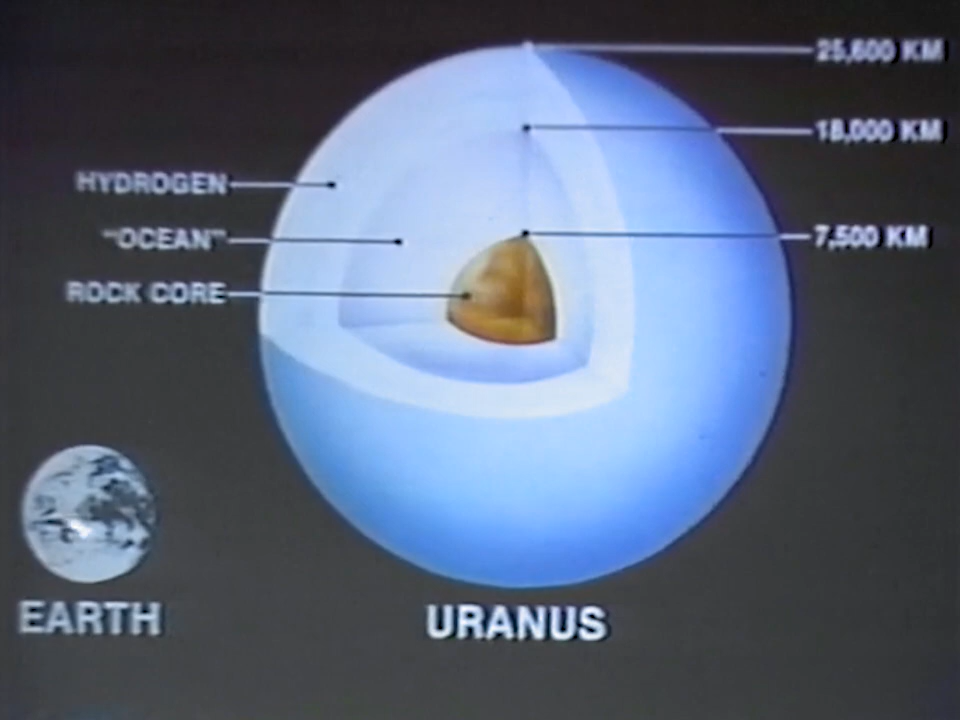 25,600 KM
18,000 KM
HYDROGEN
"OCEAN"
7,500 KM
ROCK CORE
EARTH
URANUS